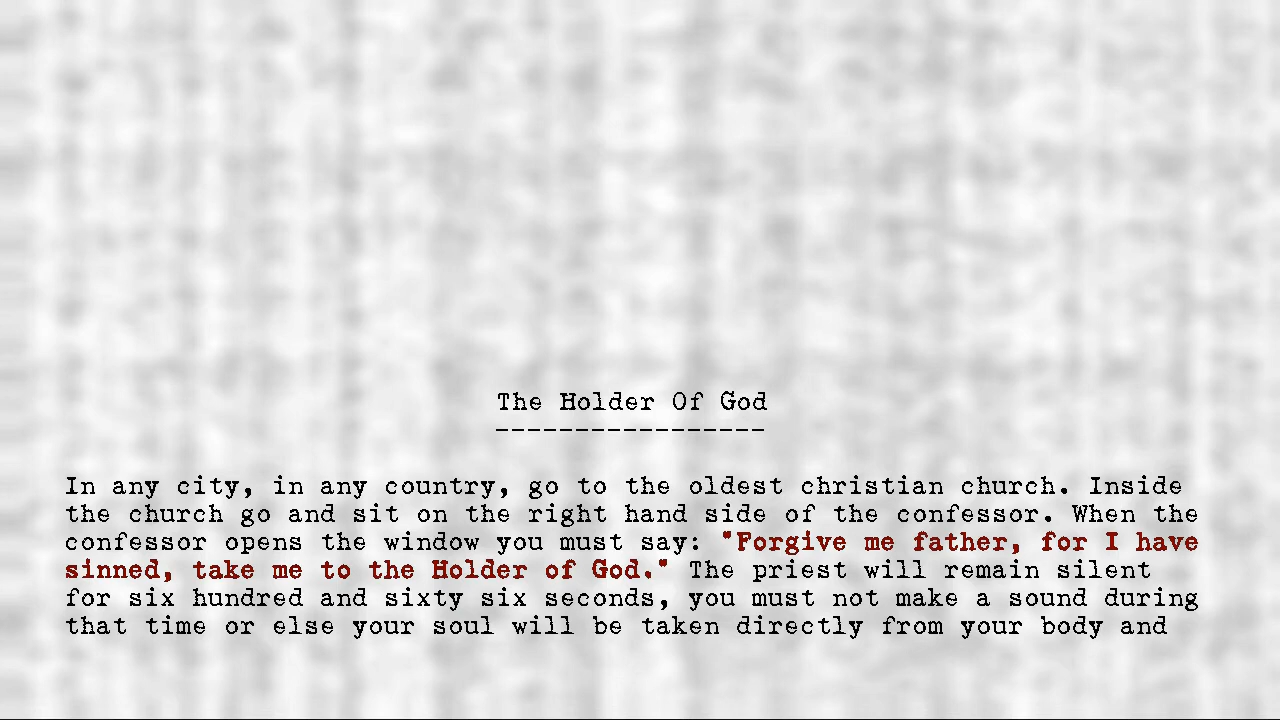 The Holder Of God
-----------------
In any city, in any country, go to the oldest christian church. Inside
the church go and sit on the right hand side of the confessor. When the
confessor opens the window you must say: "Forgive me father, for I have
sinned, take me to the Holder of God." The priest will remain silent
for six hundred and sixty six seconds, you must not make a sound during
that time or else your soul will be taken directly from your body and